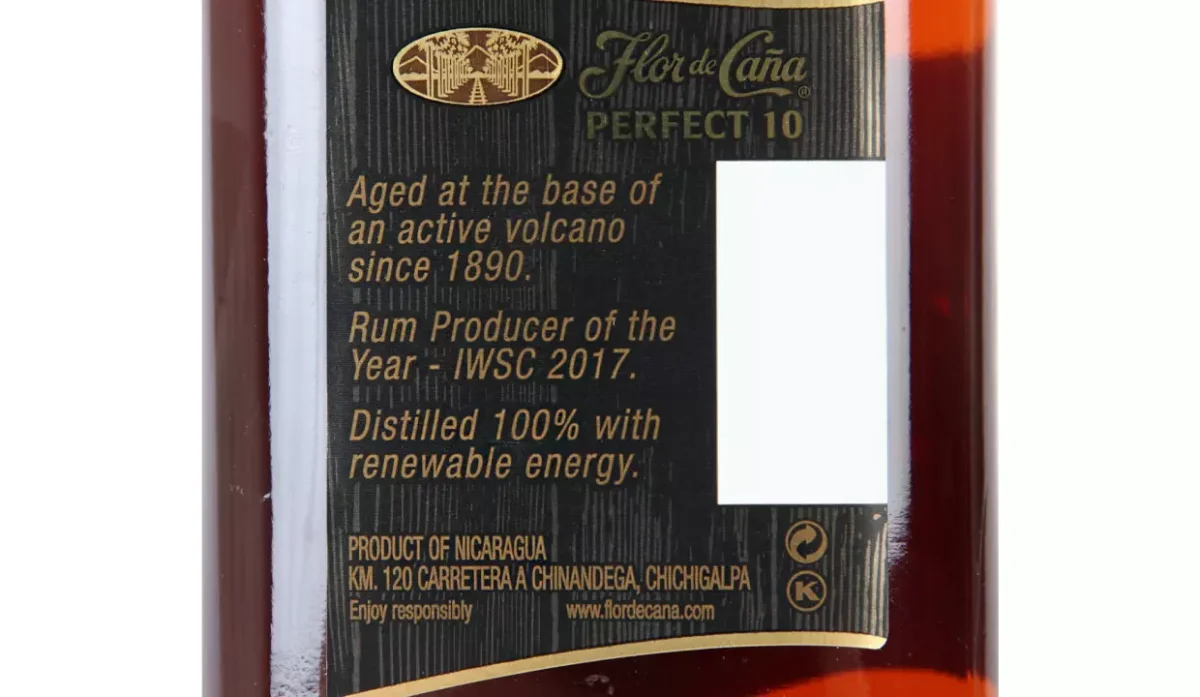 Flor de Caña ®
PERFECT 10
Aged at the base of
an active volcano
since 1890.
Rum Producer of the
Year - IWSC 2017.
Distilled 100% with
renewable energy.
PRODUCT OF NICARAGUA
KM. 120 CARRETERA A CHINANDEGA, CHICHIGALPA
K
Enjoy responsibly www.flordecana.com